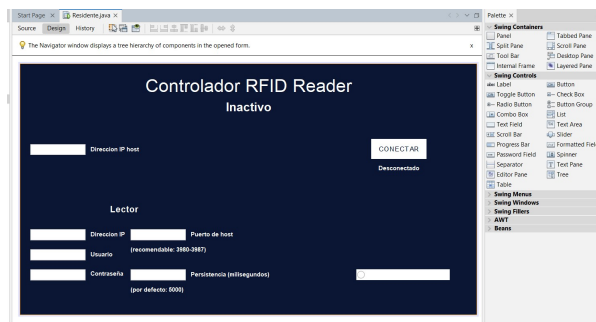 Start Page × Residente.java ×
Source Design History
The Navigator window displays a tree hierarchy of components in the opened form. x
Controlador RFID Reader
Inactivo
Direccion IP host CONECTAR
Desconectado
Lector
Direccion IP Puerto de host
Usuario (recomendable: 3980-3987)
Contraseña Persistencia (milisegundos)
(por defecto: 5000)
Palette ×
Swing Containers
Panel Tabbed Pane
Split Pane Scroll Pane
Tool Bar Desktop Pane
Internal Frame Layered Pane
Swing Controls
label Label Button
Toggle Button Check Box
Radio Button Button Group
Combo Box List
Text Field Text Area
Scroll Bar Slider
Progress Bar Formatted Fiel
Password Field Spinner
Separator Text Pane
Editor Pane Tree
Table
Swing Menus
Swing Windows
Swing Fillers
AWT
Beans